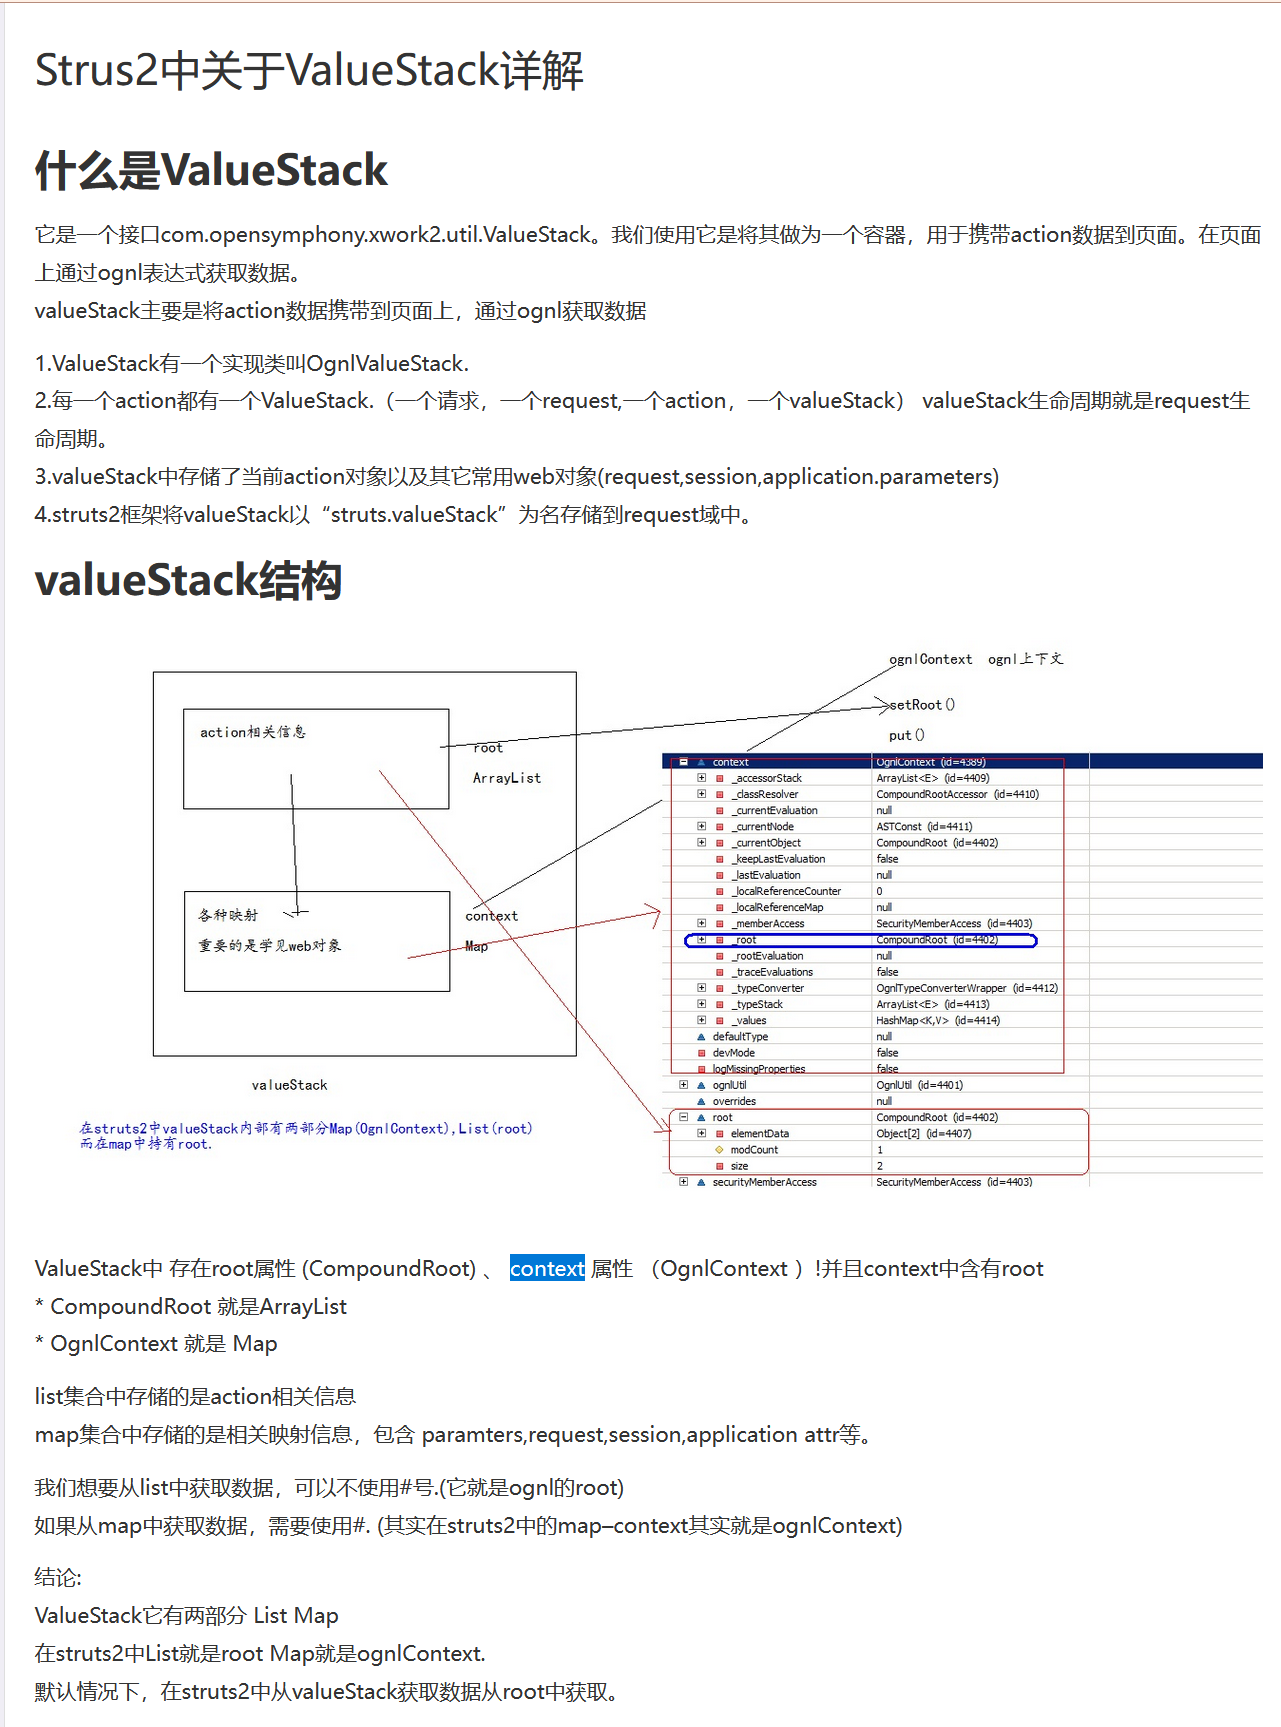 Strus2中关于ValueStack详解
什么是ValueStack
它是一个接口com.opensymphony.xwork2.util.ValueStack。我们使用它是将其做为一个容器，用于携带action数据到页面。在页面
上通过ognl表达式获取数据。
valueStack主要是将action数据携带到页面上，通过ognl获取数据
1.ValueStack有一个实现类叫OgnlValueStack.
2.每一个action都有一个ValueStack.（一个请求，一个request,一个action，一个valueStack） valueStack生命周期就是request生
命周期。
3.valueStack中存储了当前action对象以及其它常用web对象(request,session,application.parameters)
4.struts2框架将valueStack以“struts.valueStack”为名存储到request域中。
valueStack结构
ognlContext ognl上下文
setRoot()
put()
action相关信息
root
ArrayList
各种映射
重要的是学见web对象
context
Map
valueStack
在struts2中valueStack内部有两部分Map(OgnlContext),List(root)
而在map中持有root.
context OgnlContext (id=4389)
_accessorStack ArrayList<E> (id=4409)
_classResolver CompoundRootAccessor (id=4410)
_currentEvaluation null
_currentNode ASTConst (id=4411)
_currentObject CompoundRoot (id=4402)
_keepLastEvaluation false
_lastEvaluation null
_localReferenceCounter 0
_localReferenceMap null
_memberAccess SecurityMemberAccess (id=4403)
_root CompoundRoot (id=4402)
_rootEvaluation null
_traceEvaluations false
_typeConverter OgnlTypeConverterWrapper (id=4412)
_typeStack ArrayList<E> (id=4413)
_values HashMap<K,V> (id=4414)
defaultType null
devMode false
logMissingProperties false
ognlUtil OgnlUtil (id=4401)
overrides null
root CompoundRoot (id=4402)
elementData Object[2] (id=4407)
modCount 1
size 2
securityMemberAccess SecurityMemberAccess (id=4403)
ValueStack中 存在root属性 (CompoundRoot) 、 context 属性 （OgnlContext ）!并且context中含有root
* CompoundRoot 就是ArrayList
* OgnlContext 就是 Map
list集合中存储的是action相关信息
map集合中存储的是相关映射信息，包含 paramters,request,session,application attr等。
我们想要从list中获取数据，可以不使用#号.(它就是ognl的root)
如果从map中获取数据，需要使用#. (其实在struts2中的map–context其实就是ognlContext)
结论:
ValueStack它有两部分 List Map
在struts2中List就是root Map就是ognlContext.
默认情况下，在struts2中从valueStack获取数据从root中获取。